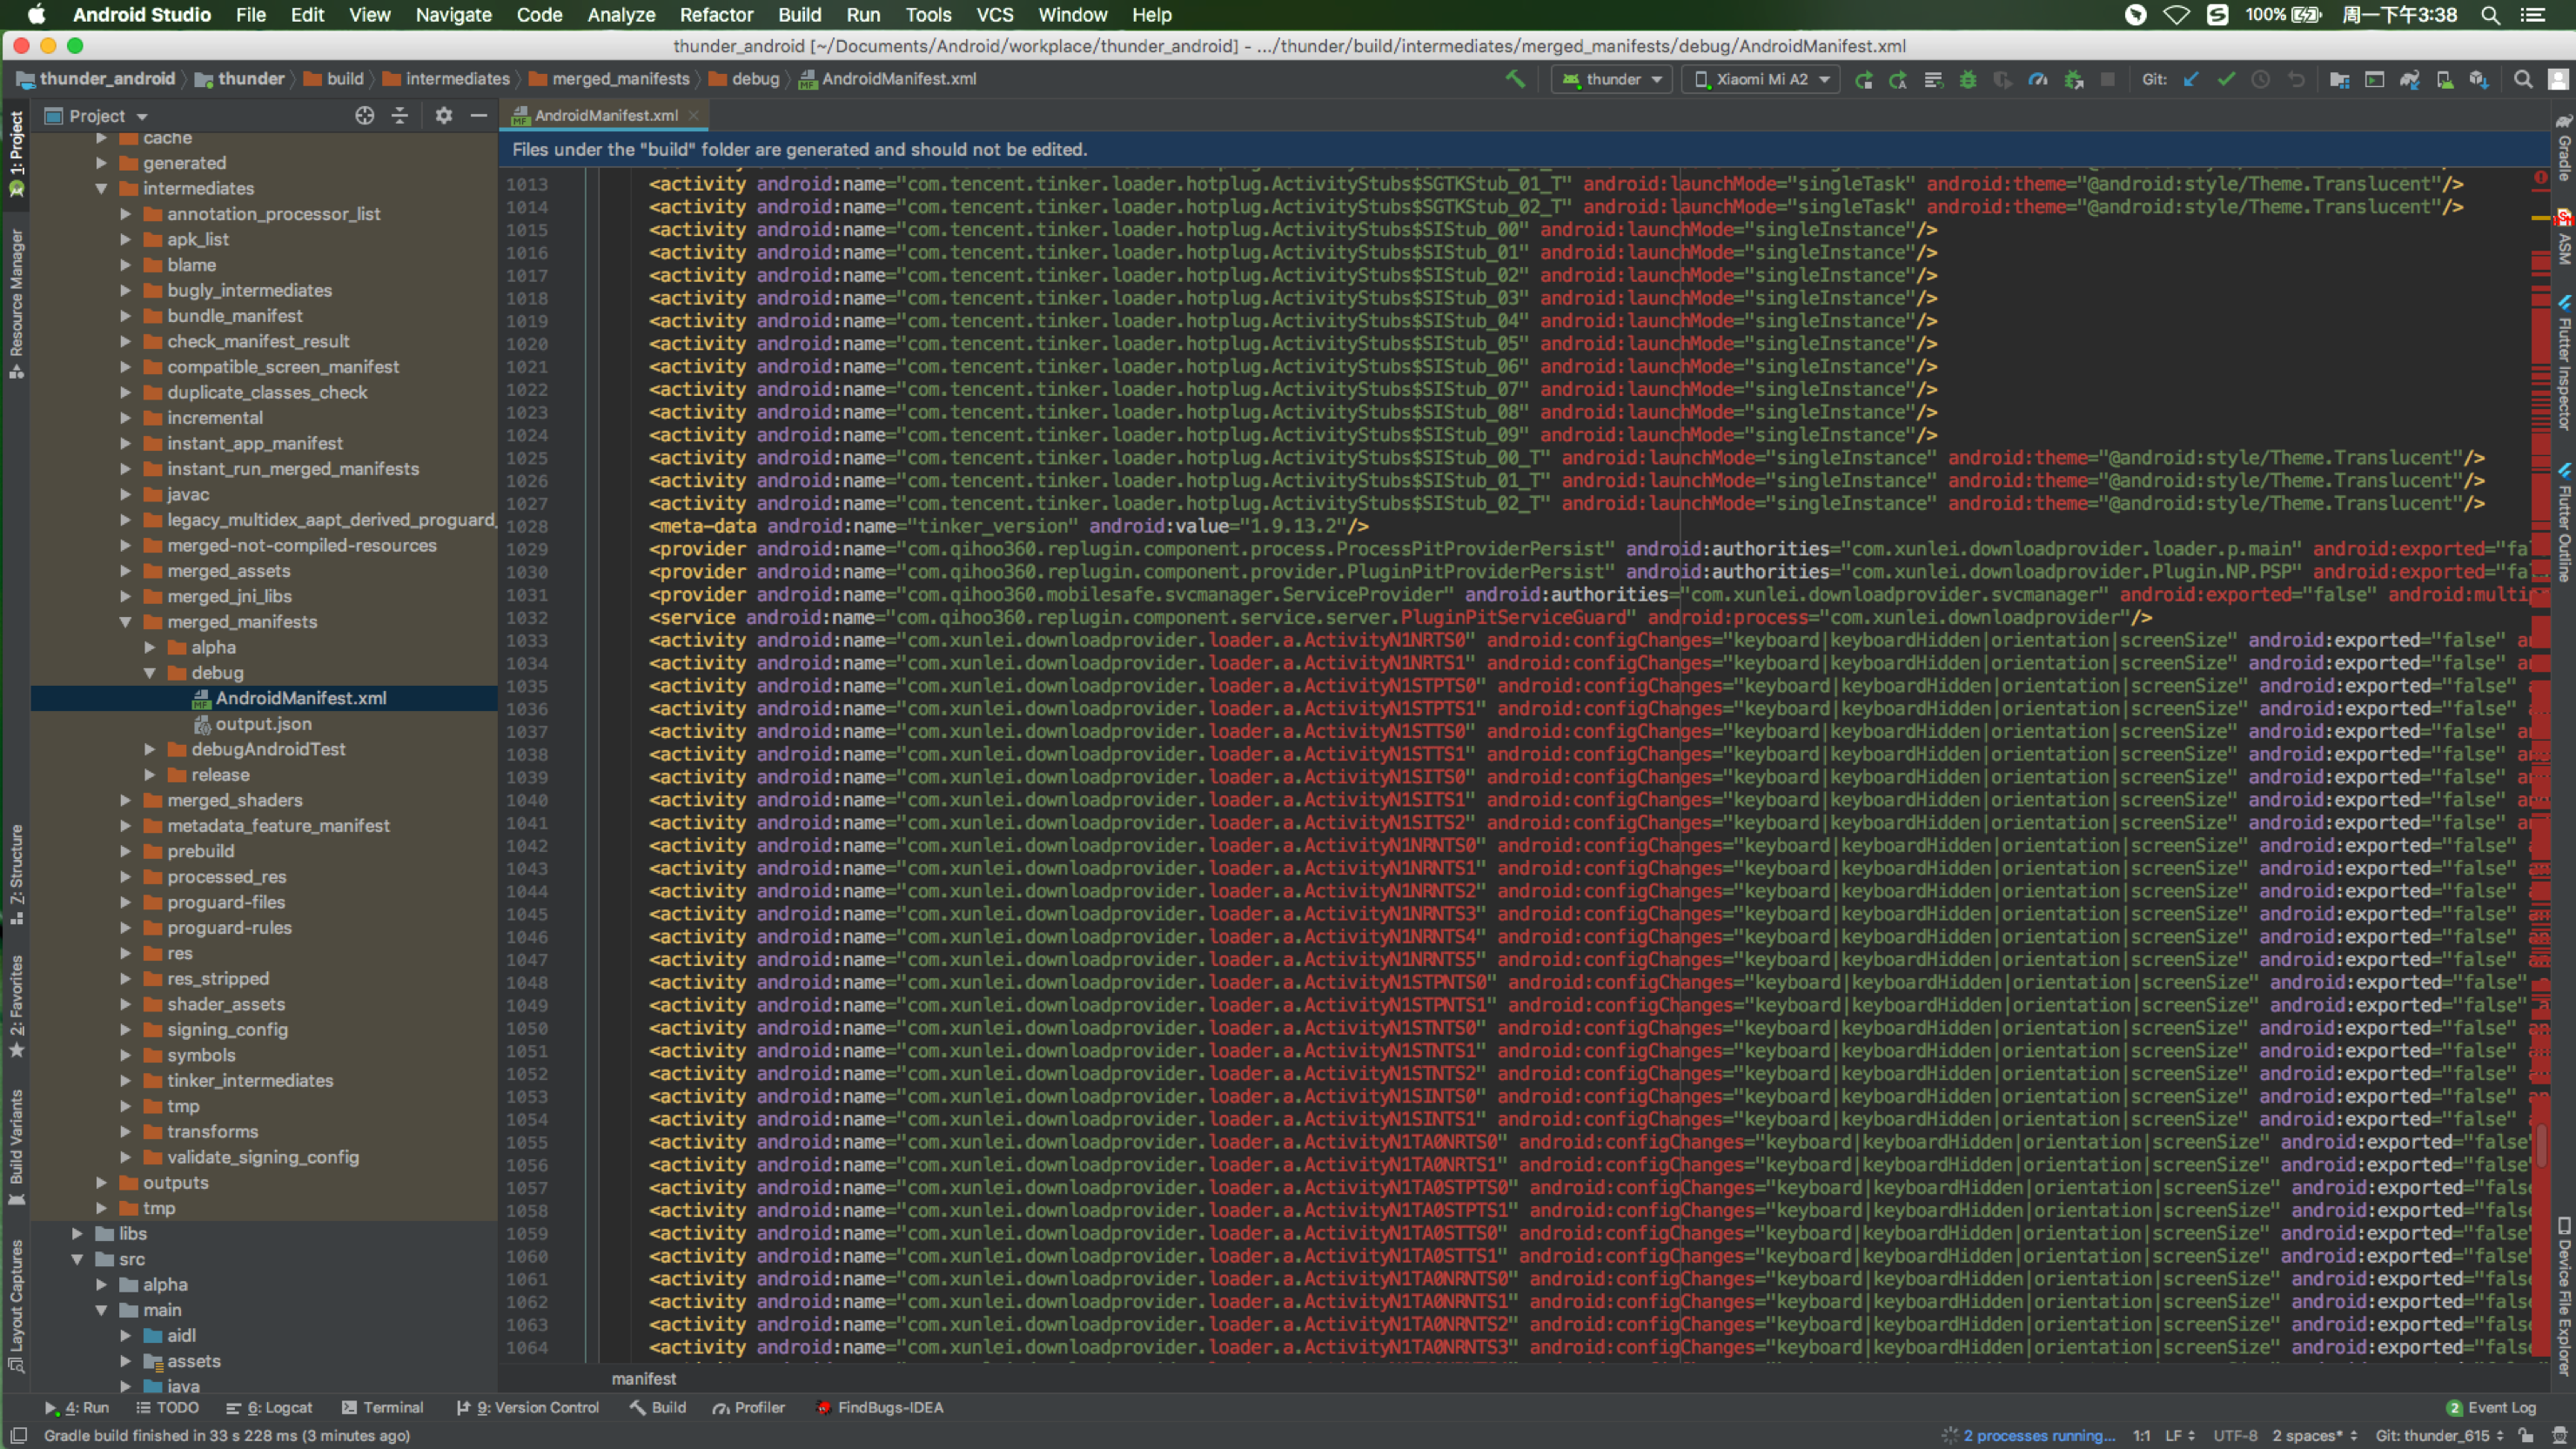 Android Studio File Edit View Navigate Code Analyze Refactor Build Run Tools VCS Window Help 100% 周一下午3:38
thunder_android [~/Documents/Android/workplace/thunder_android] - .../thunder/build/intermediates/merged_manifests/debug/AndroidManifest.xml
thunder_android thunder build intermediates merged_manifests debug AndroidManifest.xml thunder Xiaomi Mi A2 Git:
Project
AndroidManifest.xml
Files under the "build" folder are generated and should not be edited.
1: Project
Resource Manager
Z: Structure
2: Favorites
Build Variants
Layout Captures
cache
generated
intermediates
annotation_processor_list
apk_list
blame
bugly_intermediates
bundle_manifest
check_manifest_result
compatible_screen_manifest
duplicate_classes_check
incremental
instant_app_manifest
instant_run_merged_manifests
javac
legacy_multidex_aapt_derived_proguard_
merged-not-compiled-resources
merged_assets
merged_jni_libs
merged_manifests
alpha
debug
AndroidManifest.xml
output.json
debugAndroidTest
release
merged_shaders
metadata_feature_manifest
prebuild
processed_res
proguard-files
proguard-rules
res
res_stripped
shader_assets
signing_config
symbols
tinker_intermediates
tmp
transforms
validate_signing_config
outputs
tmp
libs
src
alpha
main
aidl
assets
java
1013 <activity android:name="com.tencent.tinker.loader.hotplug.ActivityStubs$SGTKStub_01_T" android:launchMode="singleTask" android:theme="@android:style/Theme.Translucent"/>
1014 <activity android:name="com.tencent.tinker.loader.hotplug.ActivityStubs$SGTKStub_02_T" android:launchMode="singleTask" android:theme="@android:style/Theme.Translucent"/>
1015 <activity android:name="com.tencent.tinker.loader.hotplug.ActivityStubs$SIStub_00" android:launchMode="singleInstance"/>
1016 <activity android:name="com.tencent.tinker.loader.hotplug.ActivityStubs$SIStub_01" android:launchMode="singleInstance"/>
1017 <activity android:name="com.tencent.tinker.loader.hotplug.ActivityStubs$SIStub_02" android:launchMode="singleInstance"/>
1018 <activity android:name="com.tencent.tinker.loader.hotplug.ActivityStubs$SIStub_03" android:launchMode="singleInstance"/>
1019 <activity android:name="com.tencent.tinker.loader.hotplug.ActivityStubs$SIStub_04" android:launchMode="singleInstance"/>
1020 <activity android:name="com.tencent.tinker.loader.hotplug.ActivityStubs$SIStub_05" android:launchMode="singleInstance"/>
1021 <activity android:name="com.tencent.tinker.loader.hotplug.ActivityStubs$SIStub_06" android:launchMode="singleInstance"/>
1022 <activity android:name="com.tencent.tinker.loader.hotplug.ActivityStubs$SIStub_07" android:launchMode="singleInstance"/>
1023 <activity android:name="com.tencent.tinker.loader.hotplug.ActivityStubs$SIStub_08" android:launchMode="singleInstance"/>
1024 <activity android:name="com.tencent.tinker.loader.hotplug.ActivityStubs$SIStub_09" android:launchMode="singleInstance"/>
1025 <activity android:name="com.tencent.tinker.loader.hotplug.ActivityStubs$SIStub_00_T" android:launchMode="singleInstance" android:theme="@android:style/Theme.Translucent"/>
1026 <activity android:name="com.tencent.tinker.loader.hotplug.ActivityStubs$SIStub_01_T" android:launchMode="singleInstance" android:theme="@android:style/Theme.Translucent"/>
1027 <activity android:name="com.tencent.tinker.loader.hotplug.ActivityStubs$SIStub_02_T" android:launchMode="singleInstance" android:theme="@android:style/Theme.Translucent"/>
1028 <meta-data android:name="tinker_version" android:value="1.9.13.2"/>
1029 <provider android:name="com.qihoo360.replugin.component.process.ProcessPitProviderPersist" android:authorities="com.xunlei.downloadprovider.loader.p.main" android:exported="fa
1030 <provider android:name="com.qihoo360.replugin.component.provider.PluginPitProviderPersist" android:authorities="com.xunlei.downloadprovider.Plugin.NP.PSP" android:exported="fa
1031 <provider android:name="com.qihoo360.mobilesafe.svcmanager.ServiceProvider" android:authorities="com.xunlei.downloadprovider.svcmanager" android:exported="false" android:multip
1032 <service android:name="com.qihoo360.replugin.component.service.server.PluginPitServiceGuard" android:process="com.xunlei.downloadprovider"/>
1033 <activity android:name="com.xunlei.downloadprovider.loader.a.ActivityN1NRTS0" android:configChanges="keyboard|keyboardHidden|orientation|screenSize" android:exported="false" a
1034 <activity android:name="com.xunlei.downloadprovider.loader.a.ActivityN1NRTS1" android:configChanges="keyboard|keyboardHidden|orientation|screenSize" android:exported="false" an
1035 <activity android:name="com.xunlei.downloadprovider.loader.a.ActivityN1STPTS0" android:configChanges="keyboard|keyboardHidden|orientation|screenSize" android:exported="false" a
1036 <activity android:name="com.xunlei.downloadprovider.loader.a.ActivityN1STPTS1" android:configChanges="keyboard|keyboardHidden|orientation|screenSize" android:exported="false" a
1037 <activity android:name="com.xunlei.downloadprovider.loader.a.ActivityN1STTS0" android:configChanges="keyboard|keyboardHidden|orientation|screenSize" android:exported="false" an
1038 <activity android:name="com.xunlei.downloadprovider.loader.a.ActivityN1STTS1" android:configChanges="keyboard|keyboardHidden|orientation|screenSize" android:exported="false" an
1039 <activity android:name="com.xunlei.downloadprovider.loader.a.ActivityN1SITS0" android:configChanges="keyboard|keyboardHidden|orientation|screenSize" android:exported="false" an
1040 <activity android:name="com.xunlei.downloadprovider.loader.a.ActivityN1SITS1" android:configChanges="keyboard|keyboardHidden|orientation|screenSize" android:exported="false" an
1041 <activity android:name="com.xunlei.downloadprovider.loader.a.ActivityN1SITS2" android:configChanges="keyboard|keyboardHidden|orientation|screenSize" android:exported="false" an
1042 <activity android:name="com.xunlei.downloadprovider.loader.a.ActivityN1NRNTS0" android:configChanges="keyboard|keyboardHidden|orientation|screenSize" android:exported="false" a
1043 <activity android:name="com.xunlei.downloadprovider.loader.a.ActivityN1NRNTS1" android:configChanges="keyboard|keyboardHidden|orientation|screenSize" android:exported="false" a
1044 <activity android:name="com.xunlei.downloadprovider.loader.a.ActivityN1NRNTS2" android:configChanges="keyboard|keyboardHidden|orientation|screenSize" android:exported="false" a
1045 <activity android:name="com.xunlei.downloadprovider.loader.a.ActivityN1NRNTS3" android:configChanges="keyboard|keyboardHidden|orientation|screenSize" android:exported="false" a
1046 <activity android:name="com.xunlei.downloadprovider.loader.a.ActivityN1NRNTS4" android:configChanges="keyboard|keyboardHidden|orientation|screenSize" android:exported="false" a
1047 <activity android:name="com.xunlei.downloadprovider.loader.a.ActivityN1NRNTS5" android:configChanges="keyboard|keyboardHidden|orientation|screenSize" android:exported="false" a
1048 <activity android:name="com.xunlei.downloadprovider.loader.a.ActivityN1STPNTS0" android:configChanges="keyboard|keyboardHidden|orientation|screenSize" android:exported="false"
1049 <activity android:name="com.xunlei.downloadprovider.loader.a.ActivityN1STPNTS1" android:configChanges="keyboard|keyboardHidden|orientation|screenSize" android:exported="false"
1050 <activity android:name="com.xunlei.downloadprovider.loader.a.ActivityN1STNTS0" android:configChanges="keyboard|keyboardHidden|orientation|screenSize" android:exported="false" a
1051 <activity android:name="com.xunlei.downloadprovider.loader.a.ActivityN1STNTS1" android:configChanges="keyboard|keyboardHidden|orientation|screenSize" android:exported="false" a
1052 <activity android:name="com.xunlei.downloadprovider.loader.a.ActivityN1STNTS2" android:configChanges="keyboard|keyboardHidden|orientation|screenSize" android:exported="false" a
1053 <activity android:name="com.xunlei.downloadprovider.loader.a.ActivityN1SINTS0" android:configChanges="keyboard|keyboardHidden|orientation|screenSize" android:exported="false" a
1054 <activity android:name="com.xunlei.downloadprovider.loader.a.ActivityN1SINTS1" android:configChanges="keyboard|keyboardHidden|orientation|screenSize" android:exported="false" a
1055 <activity android:name="com.xunlei.downloadprovider.loader.a.ActivityN1TA0NRTS0" android:configChanges="keyboard|keyboardHidden|orientation|screenSize" android:exported="false"
1056 <activity android:name="com.xunlei.downloadprovider.loader.a.ActivityN1TA0NRTS1" android:configChanges="keyboard|keyboardHidden|orientation|screenSize" android:exported="false"
1057 <activity android:name="com.xunlei.downloadprovider.loader.a.ActivityN1TA0STPTS0" android:configChanges="keyboard|keyboardHidden|orientation|screenSize" android:exported="fals
1058 <activity android:name="com.xunlei.downloadprovider.loader.a.ActivityN1TA0STPTS1" android:configChanges="keyboard|keyboardHidden|orientation|screenSize" android:exported="fals
1059 <activity android:name="com.xunlei.downloadprovider.loader.a.ActivityN1TA0STTS0" android:configChanges="keyboard|keyboardHidden|orientation|screenSize" android:exported="false
1060 <activity android:name="com.xunlei.downloadprovider.loader.a.ActivityN1TA0STTS1" android:configChanges="keyboard|keyboardHidden|orientation|screenSize" android:exported="false
1061 <activity android:name="com.xunlei.downloadprovider.loader.a.ActivityN1TA0NRNTS0" android:configChanges="keyboard|keyboardHidden|orientation|screenSize" android:exported="fals
1062 <activity android:name="com.xunlei.downloadprovider.loader.a.ActivityN1TA0NRNTS1" android:configChanges="keyboard|keyboardHidden|orientation|screenSize" android:exported="fals
1063 <activity android:name="com.xunlei.downloadprovider.loader.a.ActivityN1TA0NRNTS2" android:configChanges="keyboard|keyboardHidden|orientation|screenSize" android:exported="fals
1064 <activity android:name="com.xunlei.downloadprovider.loader.a.ActivityN1TA0NRNTS3" android:configChanges="keyboard|keyboardHidden|orientation|screenSize" android:exported="fals
manifest
Gradle
ASM
Flutter Inspector
Flutter Outline
Device File Explorer
4: Run TODO 6: Logcat Terminal 9: Version Control Build Profiler FindBugs-IDEA 2 Event Log
Gradle build finished in 33 s 228 ms (3 minutes ago) 2 processes running... 1:1 LF UTF-8 2 spaces* Git: thunder_615